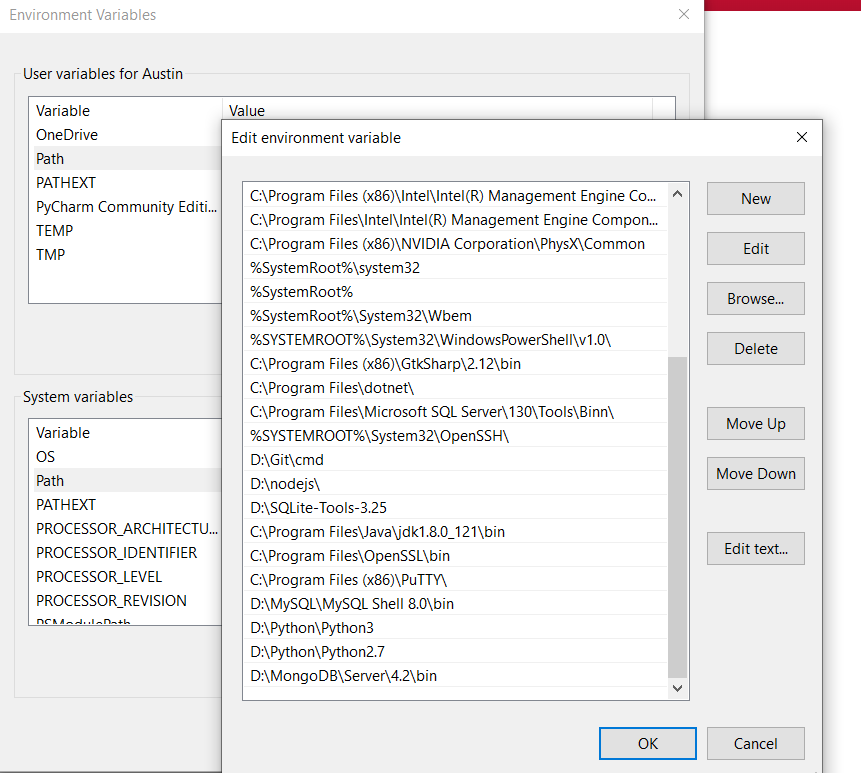 Environment Variables
User variables for Austin
Variable Value
OneDrive
Path
PATHEXT
PyCharm Community Editi...
TEMP
TMP
System variables
Variable
OS
Path
PATHEXT
PROCESSOR_ARCHITECTU...
PROCESSOR_IDENTIFIER
PROCESSOR_LEVEL
PROCESSOR_REVISION
PSModulePath
Edit environment variable
C:\Program Files (x86)\Intel\Intel(R) Management Engine Co...
C:\Program Files\Intel\Intel(R) Management Engine Compon...
C:\Program Files (x86)\NVIDIA Corporation\PhysX\Common
%SystemRoot%\system32
%SystemRoot%
%SystemRoot%\System32\Wbem
%SYSTEMROOT%\System32\WindowsPowerShell\v1.0\
C:\Program Files (x86)\GtkSharp\2.12\bin
C:\Program Files\dotnet\
C:\Program Files\Microsoft SQL Server\130\Tools\Binn\
%SYSTEMROOT%\System32\OpenSSH\
D:\Git\cmd
D:\nodejs\
D:\SQLite-Tools-3.25
C:\Program Files\Java\jdk1.8.0_121\bin
C:\Program Files\OpenSSL\bin
C:\Program Files (x86)\PuTTY\
D:\MySQL\MySQL Shell 8.0\bin
D:\Python\Python3
D:\Python\Python2.7
D:\MongoDB\Server\4.2\bin
New
Edit
Browse...
Delete
Move Up
Move Down
Edit text...
OK
Cancel